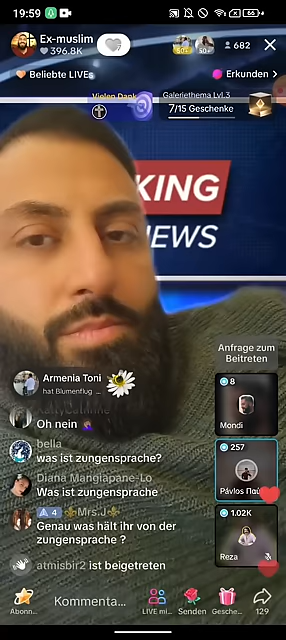 19:59
Ex-muslim
396.8K
50+
682
Beliebte LIVEs
Erkunden
Vielen Dank
Galeriethema Lvl.3
7/15 Geschenke
KING
NEWS
Anfrage zum
Beitreten
Armenia Toni
hat Blumenflug ...
8
Mondi
Oh nein
bella
was ist zungensprache?
257
Pávlos
Diana Mangiapane-Lo
Was ist zungensprache
4 Mrs.J
Genau was hält ihr von der
zungensprache ?
1.02K
Reza
atmisbir2 ist beigetreten
Abonn...
Kommenta...
LIVE mi...
Senden
Gesche...
129